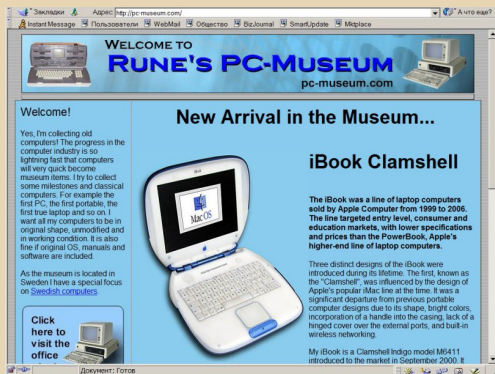 Закладки Адрес: http://pc-museum.com/ А что еще?
Instant Message Пользователи WebMail Общество BizJournal SmartUpdate Mktplace
WELCOME TO
RUNE'S PC-MUSEUM
pc-museum.com
Welcome!
Yes, I'm collecting old
computers! The progress in the
computer industry is so
lightning fast that computers
will very quick become
museum items. I try to collect
some milestones and classical
computers. For example the
first PC, the first portable, the
first true laptop and so on. I
want all my computers to be in
original shape, unmodified and
in working condition. It is also
fine if original OS, manuals and
software are included.
As the museum is located in
Sweden I have a special focus
on Swedish computers.
Click
here to
visit the
office
New Arrival in the Museum...
Mac OS
iBook Clamshell
The iBook was a line of laptop computers
sold by Apple Computer from 1999 to 2006.
The line targeted entry level, consumer and
education markets, with lower specifications
and prices than the PowerBook, Apple's
higher-end line of laptop computers.
Three distinct designs of the iBook were
introduced during its lifetime. The first, known as
the "Clamshell", was influenced by the design of
Apple's popular iMac line at the time. It was a
significant departure from previous portable
computer designs due to its shape, bright colors,
incorporation of a handle into the casing, lack of a
hinged cover over the external ports, and built-in
wireless networking.
My iBook is a Clamshell Indigo model M6411
introduced to the market in September 2000. It
Документ: Готов